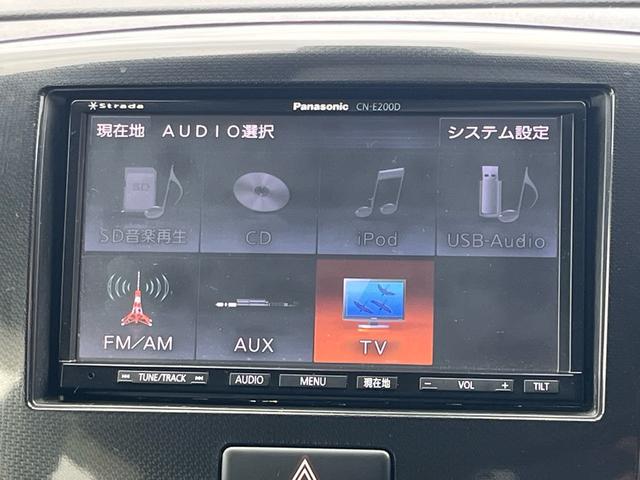 Strada Panasonic CN-E200D
現在地 AUDIO選択 システム設定
SD
SD音楽再生 CD iPod USB-Audio
FM/AM AUX TV
TUNE/TRACK AUDIO MENU 現在地 − VOL + TILT